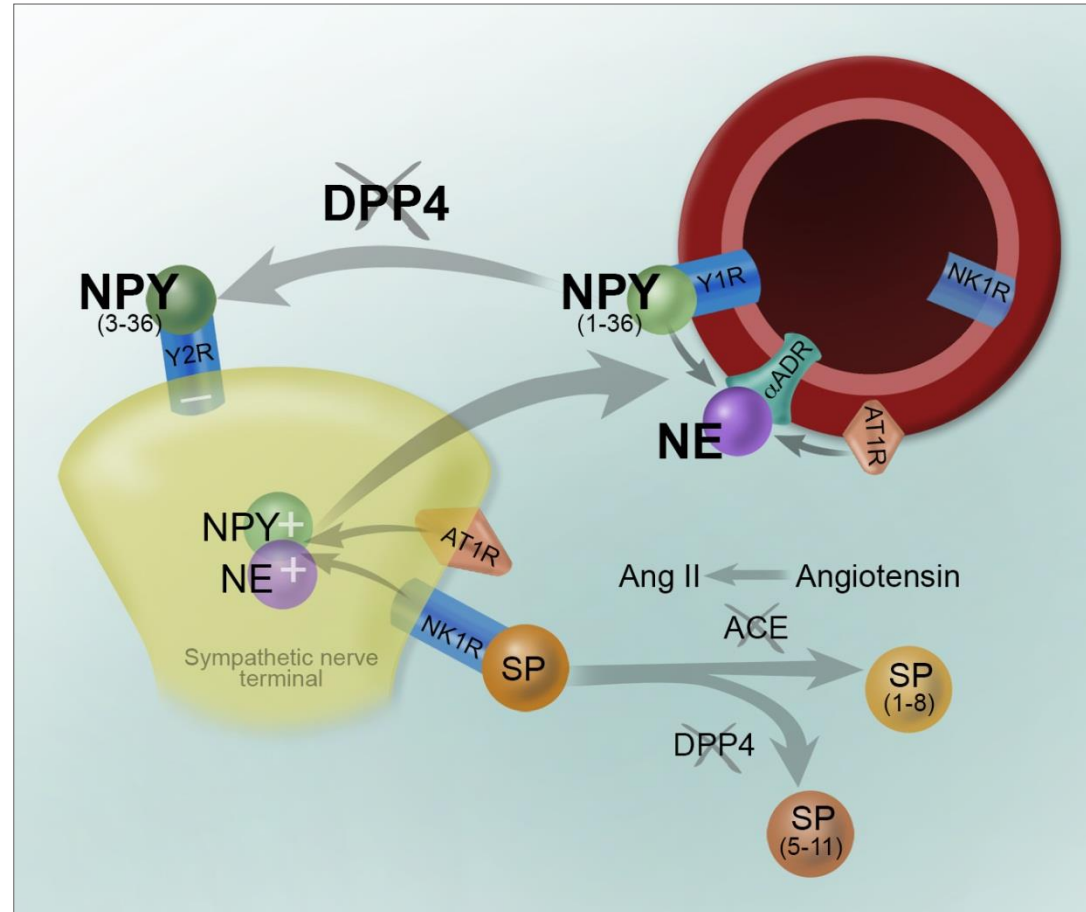 DPP4
NPY
(3-36)
Y2R
−
NPY
(1-36)
Y1R
NK1R
αADR
NE
AT1R
NPY +
NE +
AT1R
NK1R
SP
Sympathetic nerve
terminal
Ang II
Angiotensin
ACE
SP
(1-8)
DPP4
SP
(5-11)